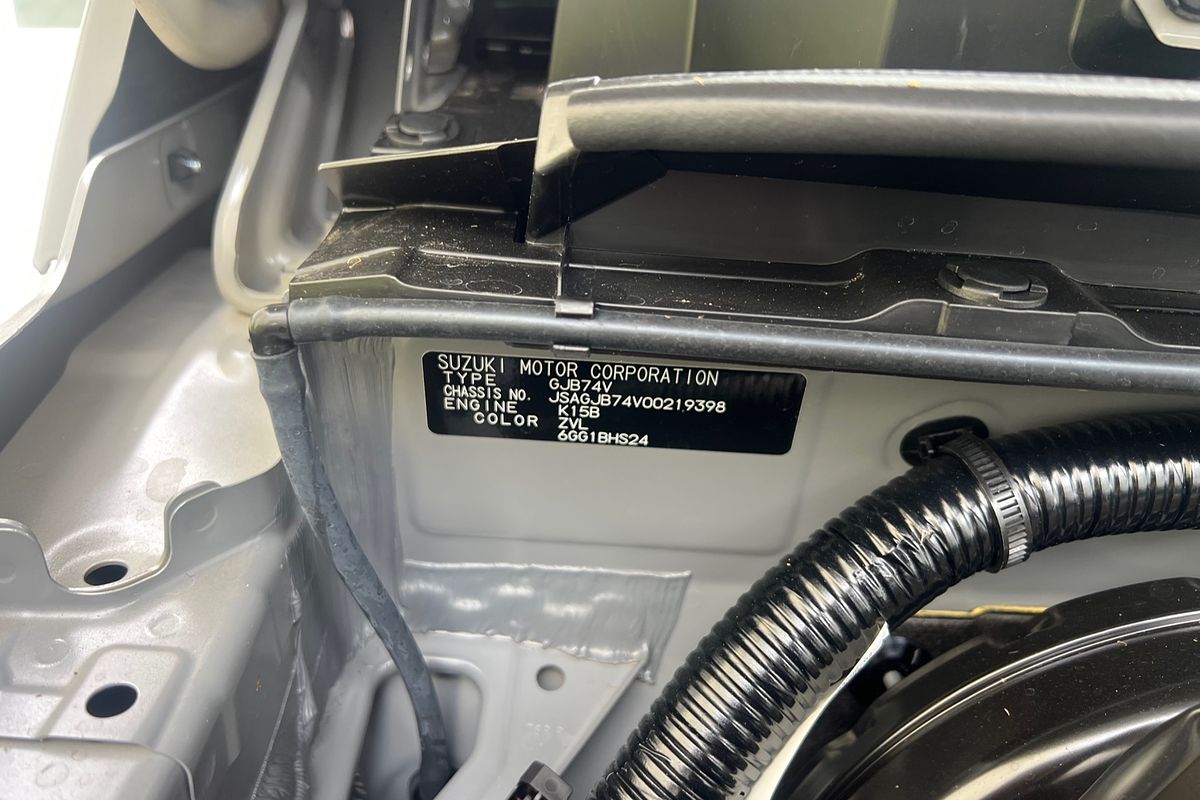 SUZUKI MOTOR CORPORATION
TYPE GJB74V
CHASSIS NO. JSAGJB74V00219398
ENGINE K15B
COLOR ZVL
6GG1BHS24